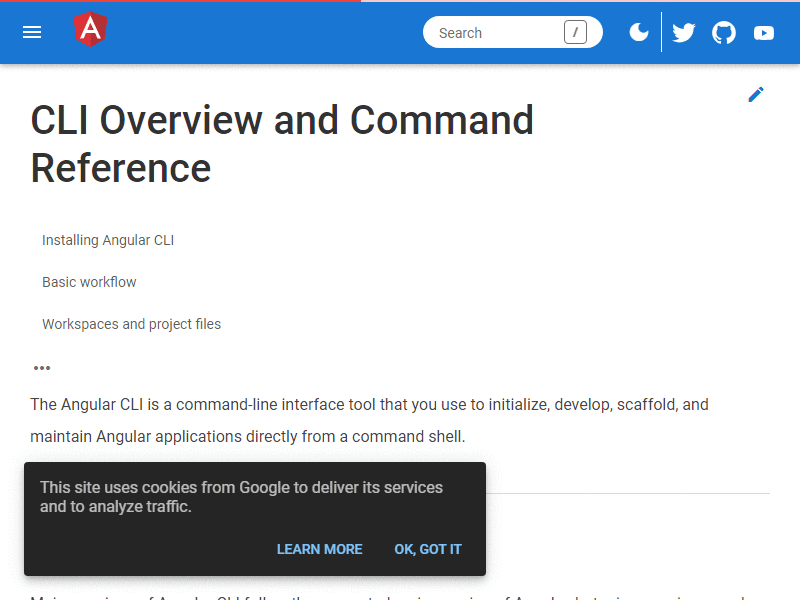 Search /
CLI Overview and Command
Reference
Installing Angular CLI
Basic workflow
Workspaces and project files
The Angular CLI is a command-line interface tool that you use to initialize, develop, scaffold, and
maintain Angular applications directly from a command shell.
This site uses cookies from Google to deliver its services
and to analyze traffic.
LEARN MORE OK, GOT IT